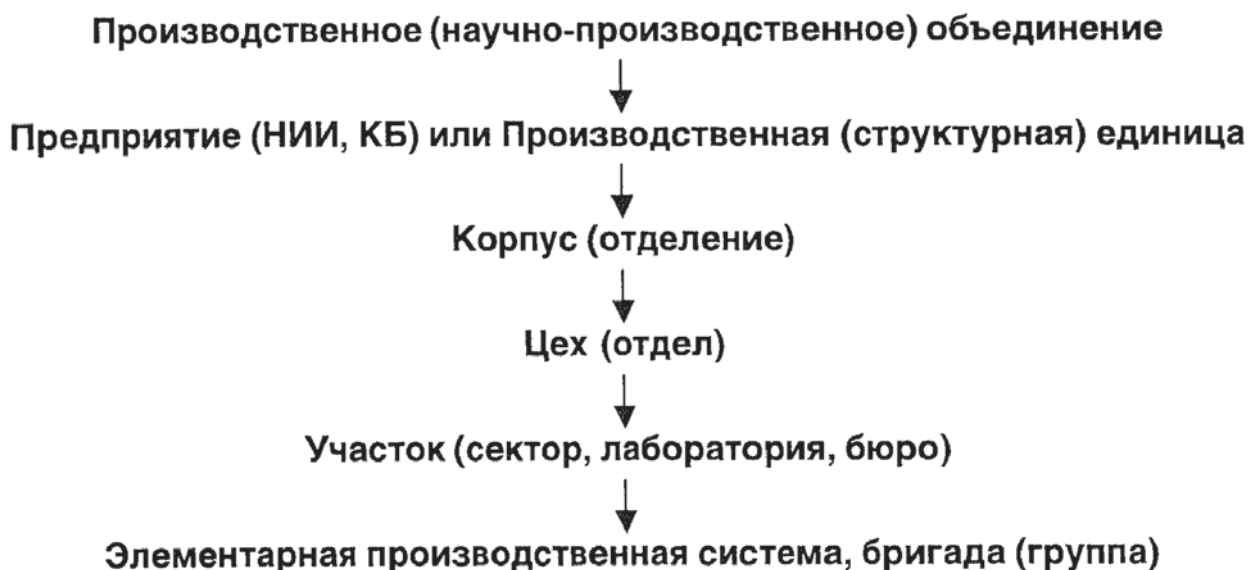 Производственное (научно-производственное) объединение
Предприятие (НИИ, КБ) или Производственная (структурная) единица
Корпус (отделение)
Цех (отдел)
Участок (сектор, лаборатория, бюро)
Элементарная производственная система, бригада (группа)